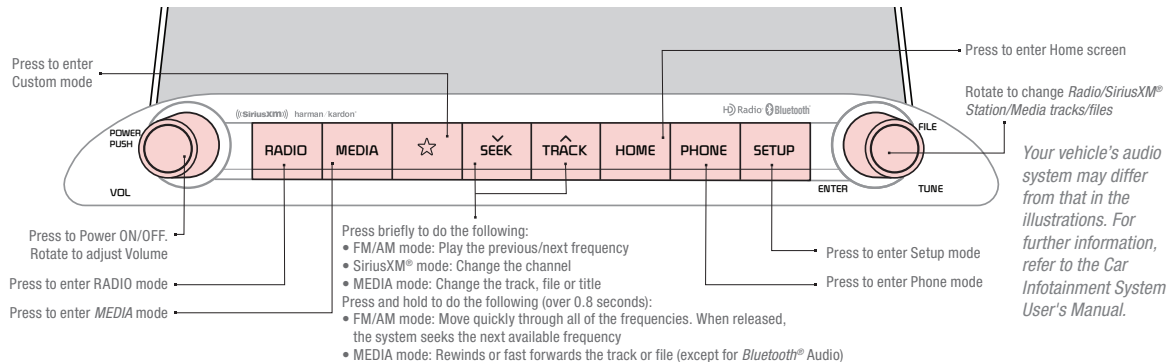 Press to enter
Custom mode
Press to enter Home screen
Rotate to change Radio/SiriusXM®
Station/Media tracks/files
((SiriusXM)) harman/kardon®
HD Radio Bluetooth®
POWER
PUSH
VOL
RADIO MEDIA ☆ SEEK TRACK HOME PHONE SETUP
FILE
ENTER TUNE
Your vehicle's audio
system may differ
from that in the
illustrations. For
further information,
refer to the Car
Infotainment System
User's Manual.
Press to Power ON/OFF.
Rotate to adjust Volume
Press to enter RADIO mode
Press to enter MEDIA mode
Press briefly to do the following:
• FM/AM mode: Play the previous/next frequency
• SiriusXM® mode: Change the channel
• MEDIA mode: Change the track, file or title
Press and hold to do the following (over 0.8 seconds):
• FM/AM mode: Move quickly through all of the frequencies. When released,
the system seeks the next available frequency
• MEDIA mode: Rewinds or fast forwards the track or file (except for Bluetooth® Audio)
Press to enter Setup mode
Press to enter Phone mode